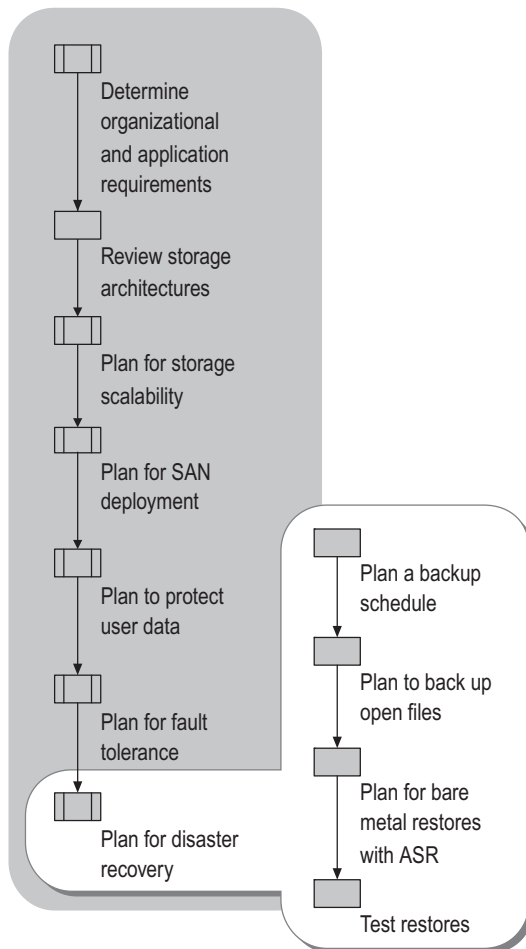 Determine
organizational
and application
requirements
Review storage
architectures
Plan for storage
scalability
Plan for SAN
deployment
Plan to protect
user data
Plan for fault
tolerance
Plan for disaster
recovery
Plan a backup
schedule
Plan to back up
open files
Plan for bare
metal restores
with ASR
Test restores